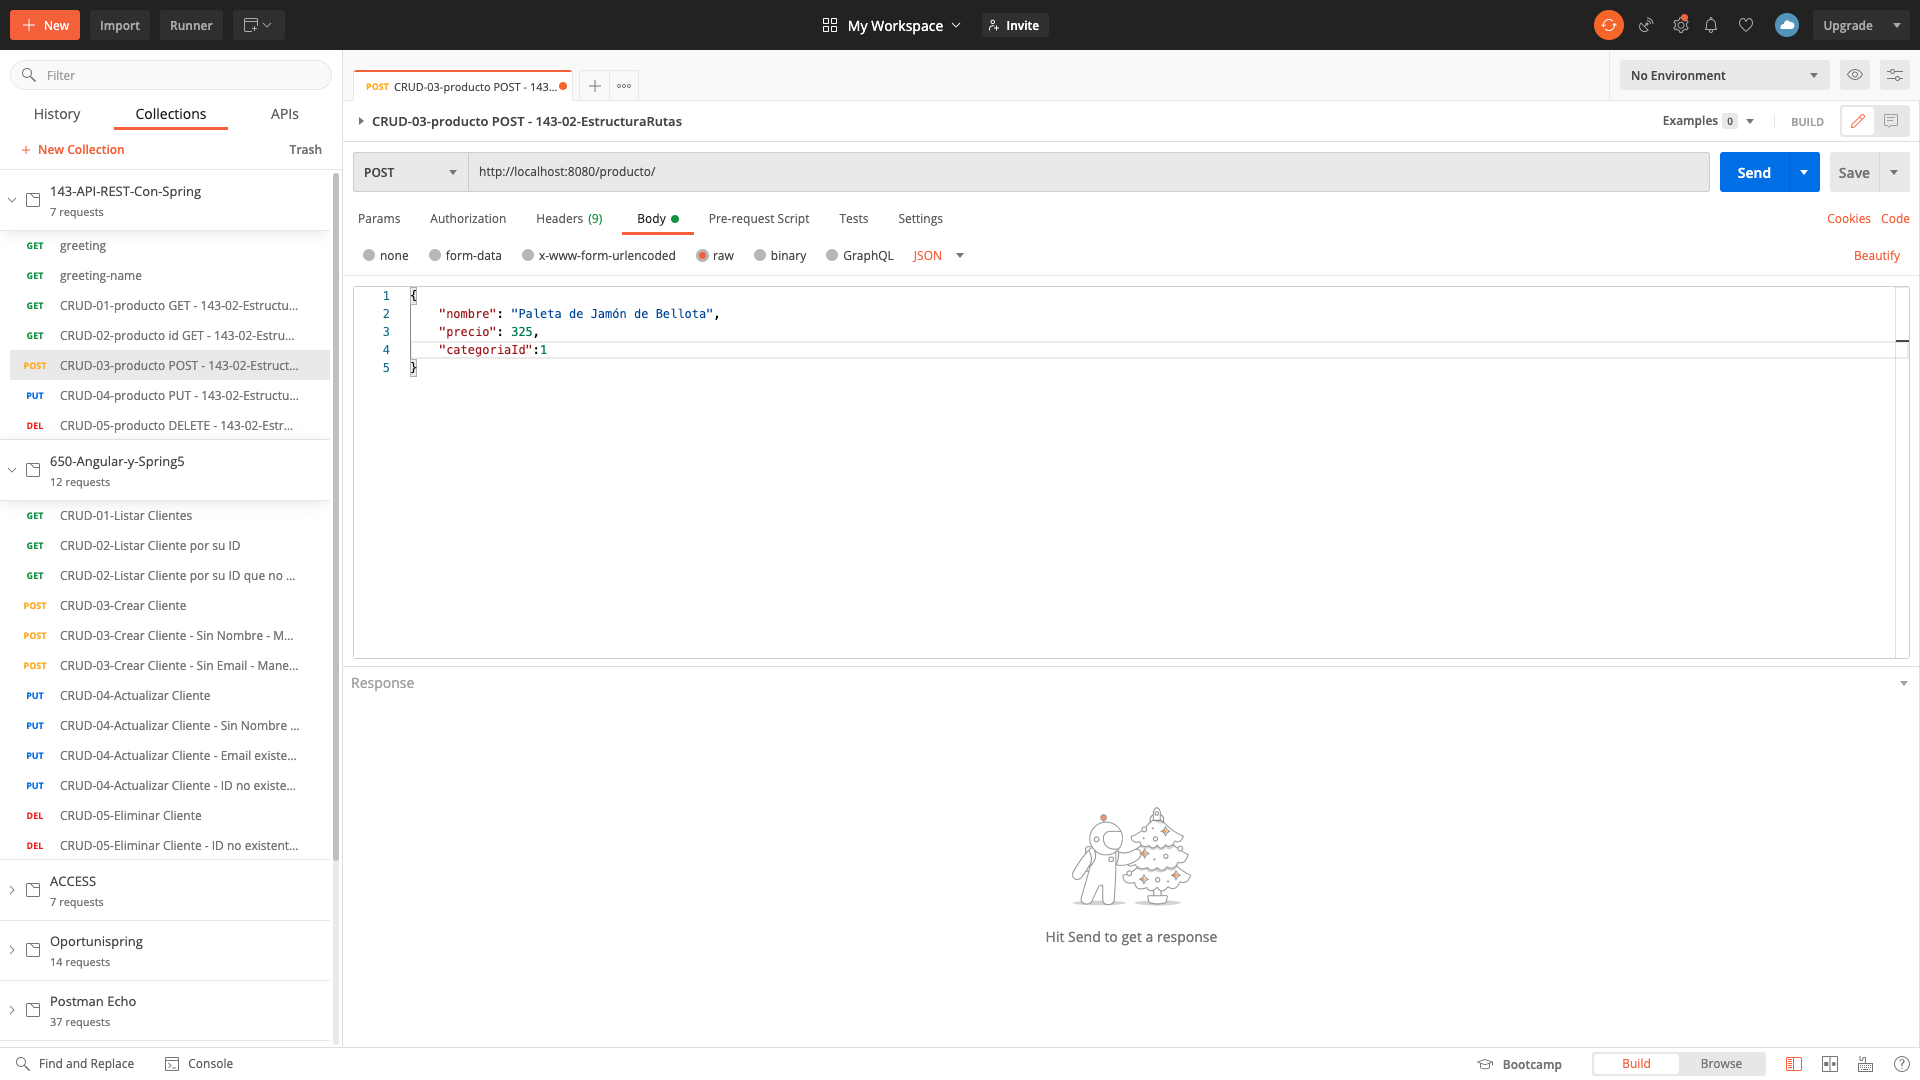 New
Import
Runner
My Workspace
Invite
Upgrade
Filter
History
Collections
APIs
New Collection
Trash
143-API-REST-Con-Spring
7 requests
GET greeting
GET greeting-name
GET CRUD-01-producto GET - 143-02-Estructu...
GET CRUD-02-producto id GET - 143-02-Estru...
POST CRUD-03-producto POST - 143-02-Estruct...
PUT CRUD-04-producto PUT - 143-02-Estructu...
DEL CRUD-05-producto DELETE - 143-02-Estr...
650-Angular-y-Spring5
12 requests
GET CRUD-01-Listar Clientes
GET CRUD-02-Listar Cliente por su ID
GET CRUD-02-Listar Cliente por su ID que no ...
POST CRUD-03-Crear Cliente
POST CRUD-03-Crear Cliente - Sin Nombre - M...
POST CRUD-03-Crear Cliente - Sin Email - Mane...
PUT CRUD-04-Actualizar Cliente
PUT CRUD-04-Actualizar Cliente - Sin Nombre ...
PUT CRUD-04-Actualizar Cliente - Email existe...
PUT CRUD-04-Actualizar Cliente - ID no existe...
DEL CRUD-05-Eliminar Cliente
DEL CRUD-05-Eliminar Cliente - ID no existent...
ACCESS
7 requests
Oportunispring
14 requests
Postman Echo
37 requests
POST CRUD-03-producto POST - 143...
No Environment
CRUD-03-producto POST - 143-02-EstructuraRutas
Examples 0
BUILD
POST
http://localhost:8080/producto/
Send
Save
Params
Authorization
Headers (9)
Body
Pre-request Script
Tests
Settings
Cookies
Code
none
form-data
x-www-form-urlencoded
raw
binary
GraphQL
JSON
Beautify
1 {
2 "nombre": "Paleta de Jamón de Bellota",
3 "precio": 325,
4 "categoriaId":1
5 }
Response
Hit Send to get a response
Find and Replace
Console
Bootcamp
Build
Browse